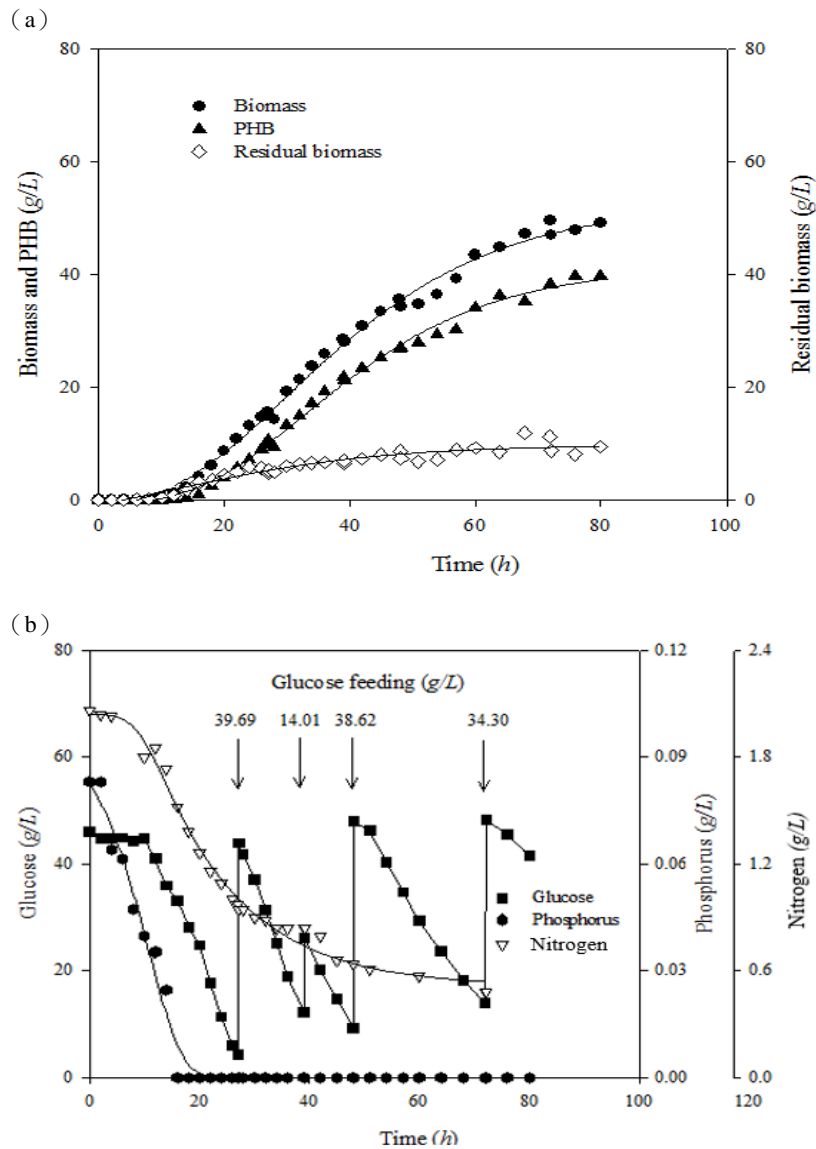 (a)
80
80
Biomass
PHB
Residual biomass
60
60
Biomass and PHB (g/L)
Residual biomass (g/L)
40
40
20
20
0
0
0 20 40 60 80 100
Time (h)
(b)
80
0.12
2.4
Glucose feeding (g/L)
39.69 14.01 38.62 34.30
60
0.09
1.8
Glucose (g/L)
Phosphorus (g/L)
Nitrogen (g/L)
40
0.06
1.2
Glucose
Phosphorus
Nitrogen
20
0.03
0.6
0
0.00
0.0
0 20 40 60 80 100 120
Time (h)